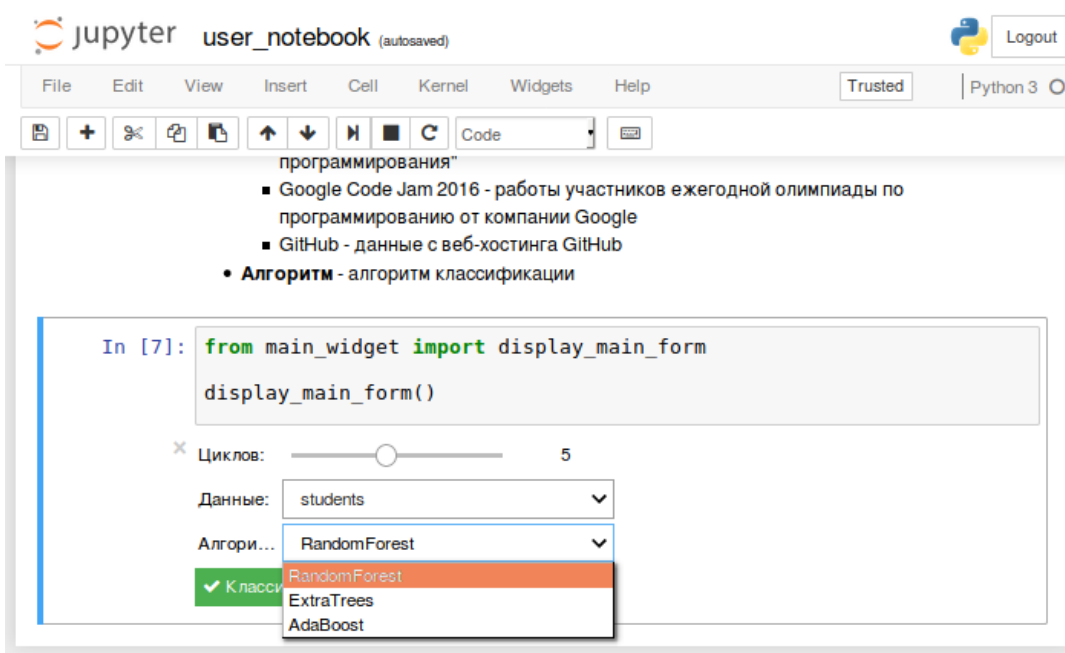 jupyter user_notebook (autosaved) Logout
File Edit View Insert Cell Kernel Widgets Help Trusted Python 3
Code
программирования"
Google Code Jam 2016 - работы участников ежегодной олимпиады по
программированию от компании Google
GitHub - данные с веб-хостинга GitHub
Алгоритм - алгоритм классификации
In [7]: from main_widget import display_main_form
display_main_form()
Циклов: 5
Данные: students
Алгори... RandomForest
RandomForest
Класси
ExtraTrees
AdaBoost